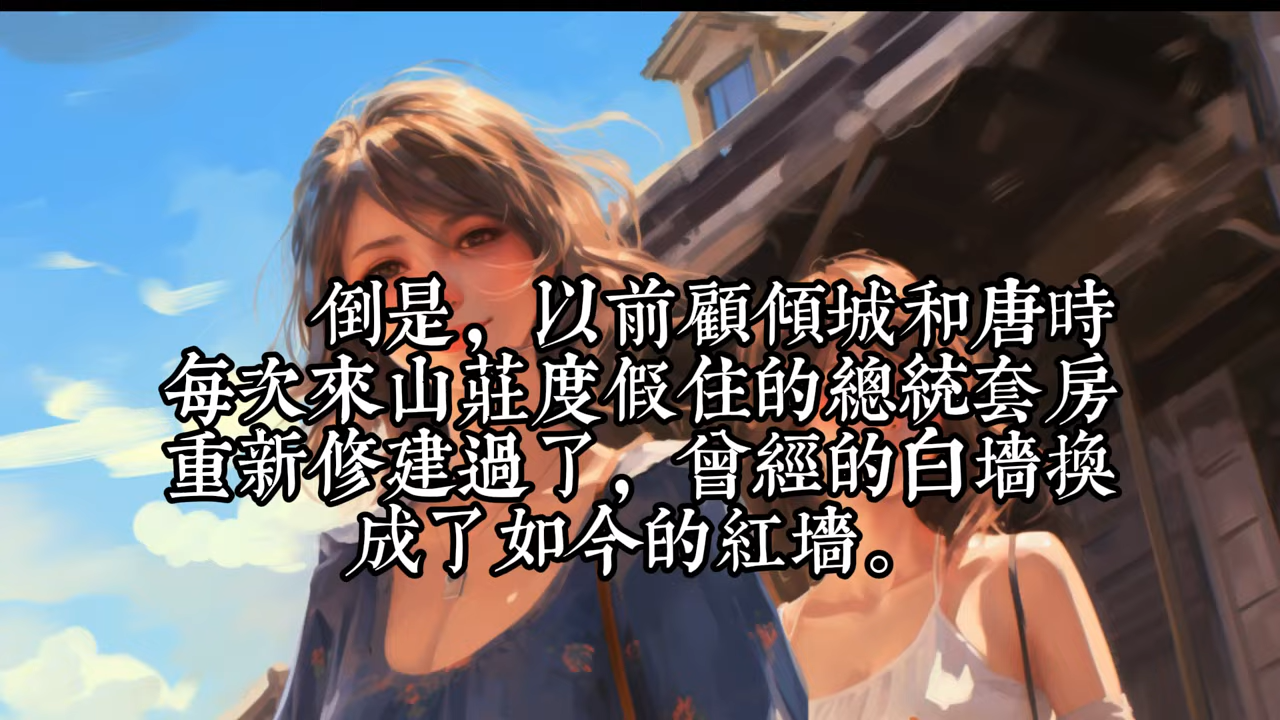 倒是，以前顧傾城和唐時
每次來山莊度假住的總統套房
重新修建過了，曾經的白墻換
成了如今的紅墻。